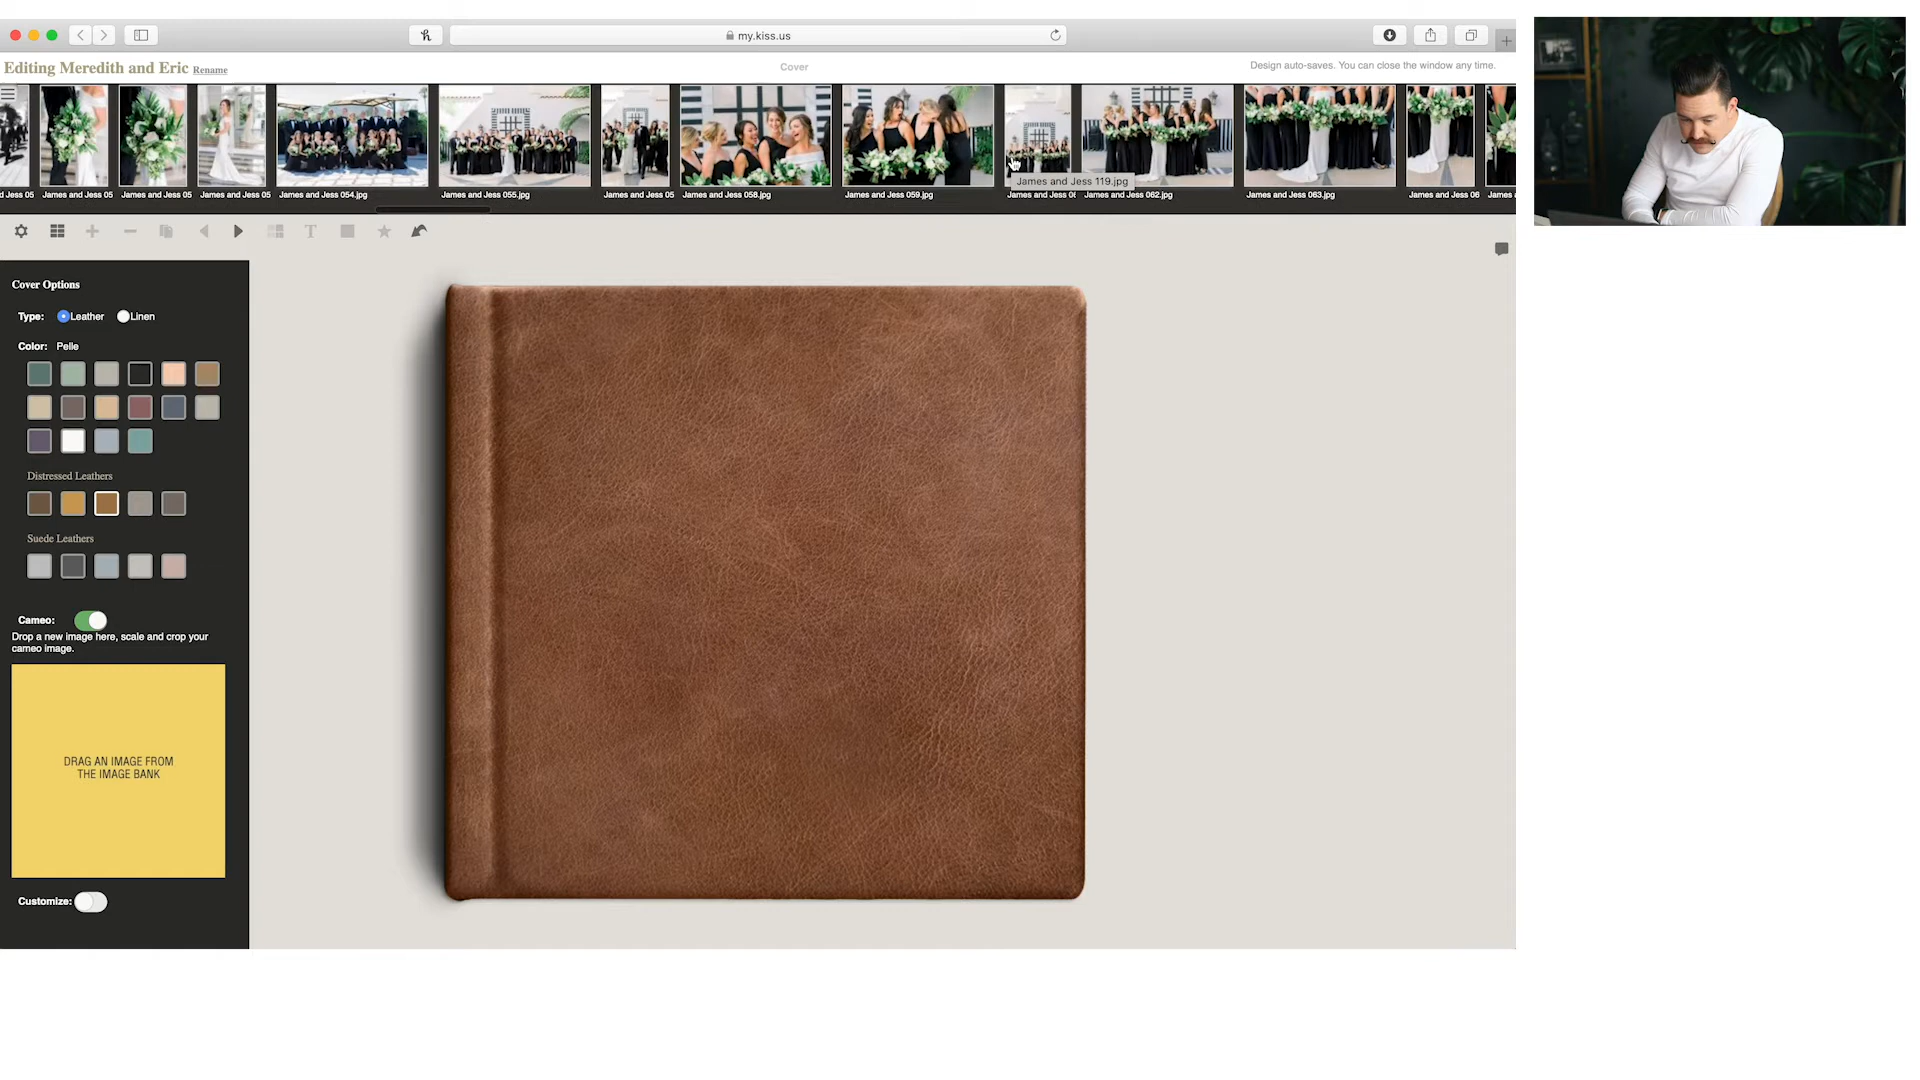 my.kiss.us
Editing Meredith and Eric Rename
Cover
Design auto-saves. You can close the window any time.
d Jess 05
James and Jess 05
James and Jess 05
James and Jess 05
James and Jess 054.jpg
James and Jess 055.jpg
James and Jess 05
James and Jess 058.jpg
James and Jess 059.jpg
James and Jess 06
James and Jess 062.jpg
James and Jess 063.jpg
James and Jess 06
James a
James and Jess 119.jpg
T
Cover Options
Type: Leather Linen
Color: Pelle
Distressed Leathers
Suede Leathers
Cameo:
Drop a new image here, scale and crop your
cameo image.
DRAG AN IMAGE FROM
THE IMAGE BANK
Customize: